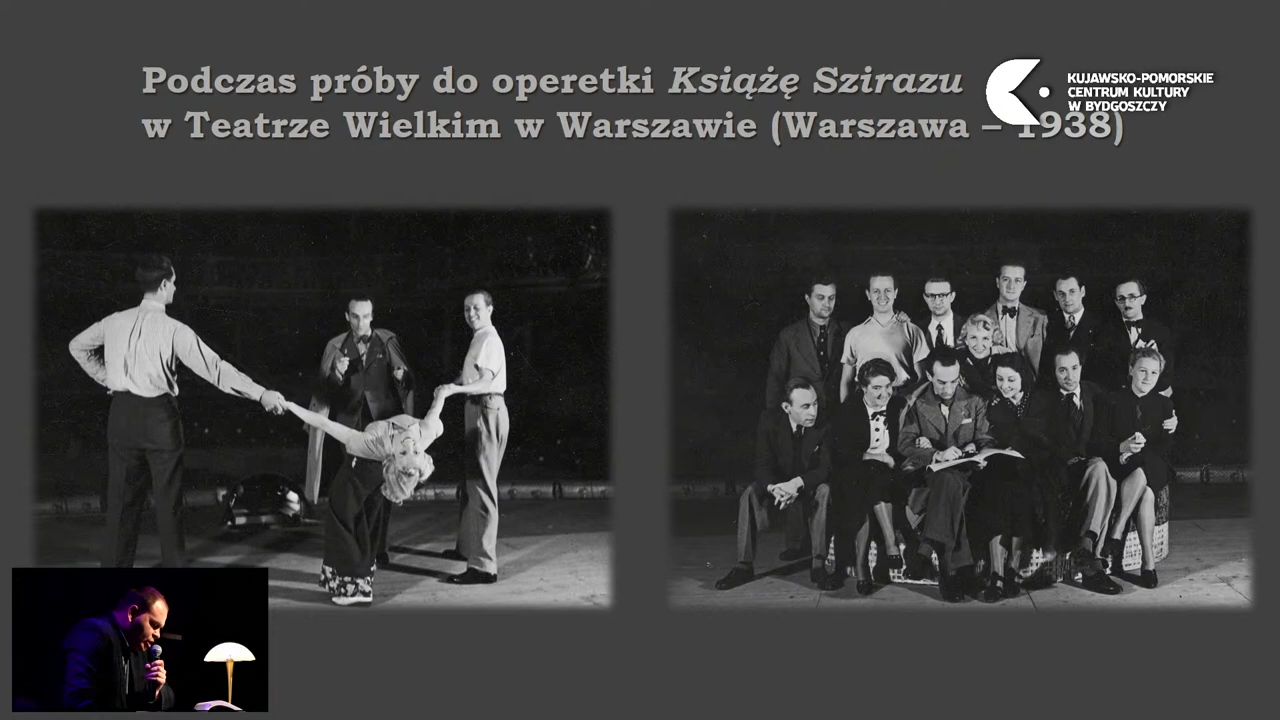 Podczas próby do operetki Książę Szirazu
w Teatrze Wielkim w Warszawie (Warszawa – 1938)
KUJAWSKO-POMORSKIE
CENTRUM KULTURY
W BYDGOSZCZY